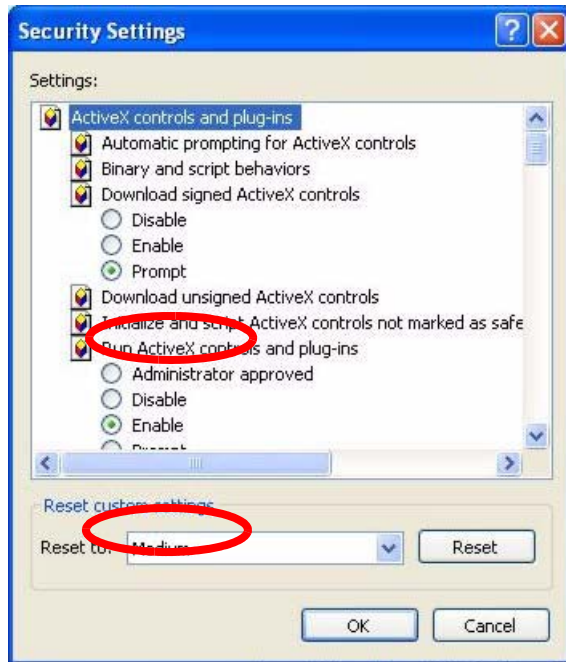 Security Settings
Settings:
ActiveX controls and plug-ins
Automatic prompting for ActiveX controls
Binary and script behaviors
Download signed ActiveX controls
Disable
Enable
Prompt
Download unsigned ActiveX controls
Initialize and script ActiveX controls not marked as safe
Run ActiveX controls and plug-ins
Administrator approved
Disable
Enable
Prompt
Reset custom settings
Reset to: Medium Reset
OK Cancel